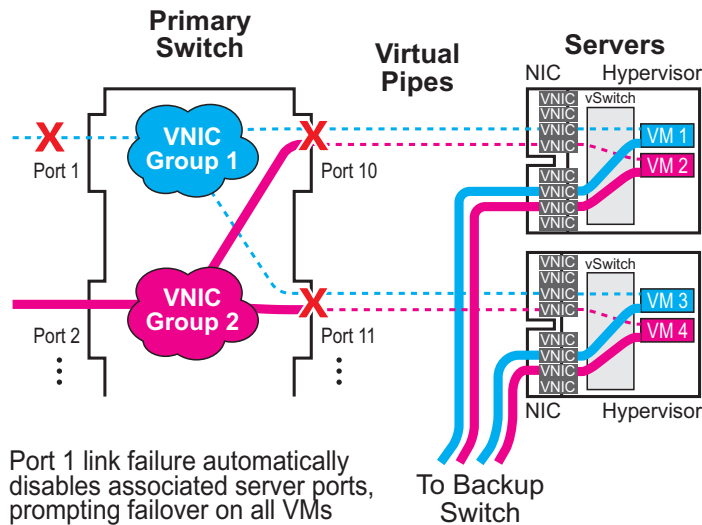 Primary
Switch
Virtual
Pipes
Servers
NIC
Hypervisor
VNIC
VNIC
VNIC
VNIC
vSwitch
VM 1
VM 2
VNIC
VNIC
VNIC
VNIC
VNIC
Group 1
X
X
Port 1
Port 10
VNIC
VNIC
VNIC
VNIC
vSwitch
VM 3
VM 4
VNIC
VNIC
VNIC
VNIC
VNIC
Group 2
X
Port 2
Port 11
NIC
Hypervisor
Port 1 link failure automatically
disables associated server ports,
prompting failover on all VMs
To Backup
Switch